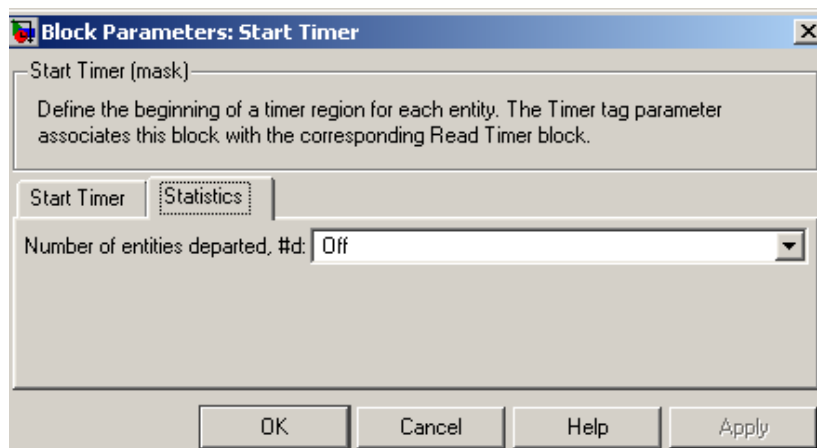 Block Parameters: Start Timer
Start Timer (mask)
Define the beginning of a timer region for each entity. The Timer tag parameter
associates this block with the corresponding Read Timer block.
Start Timer
Statistics
Number of entities departed, #d: Off
OK
Cancel
Help
Apply